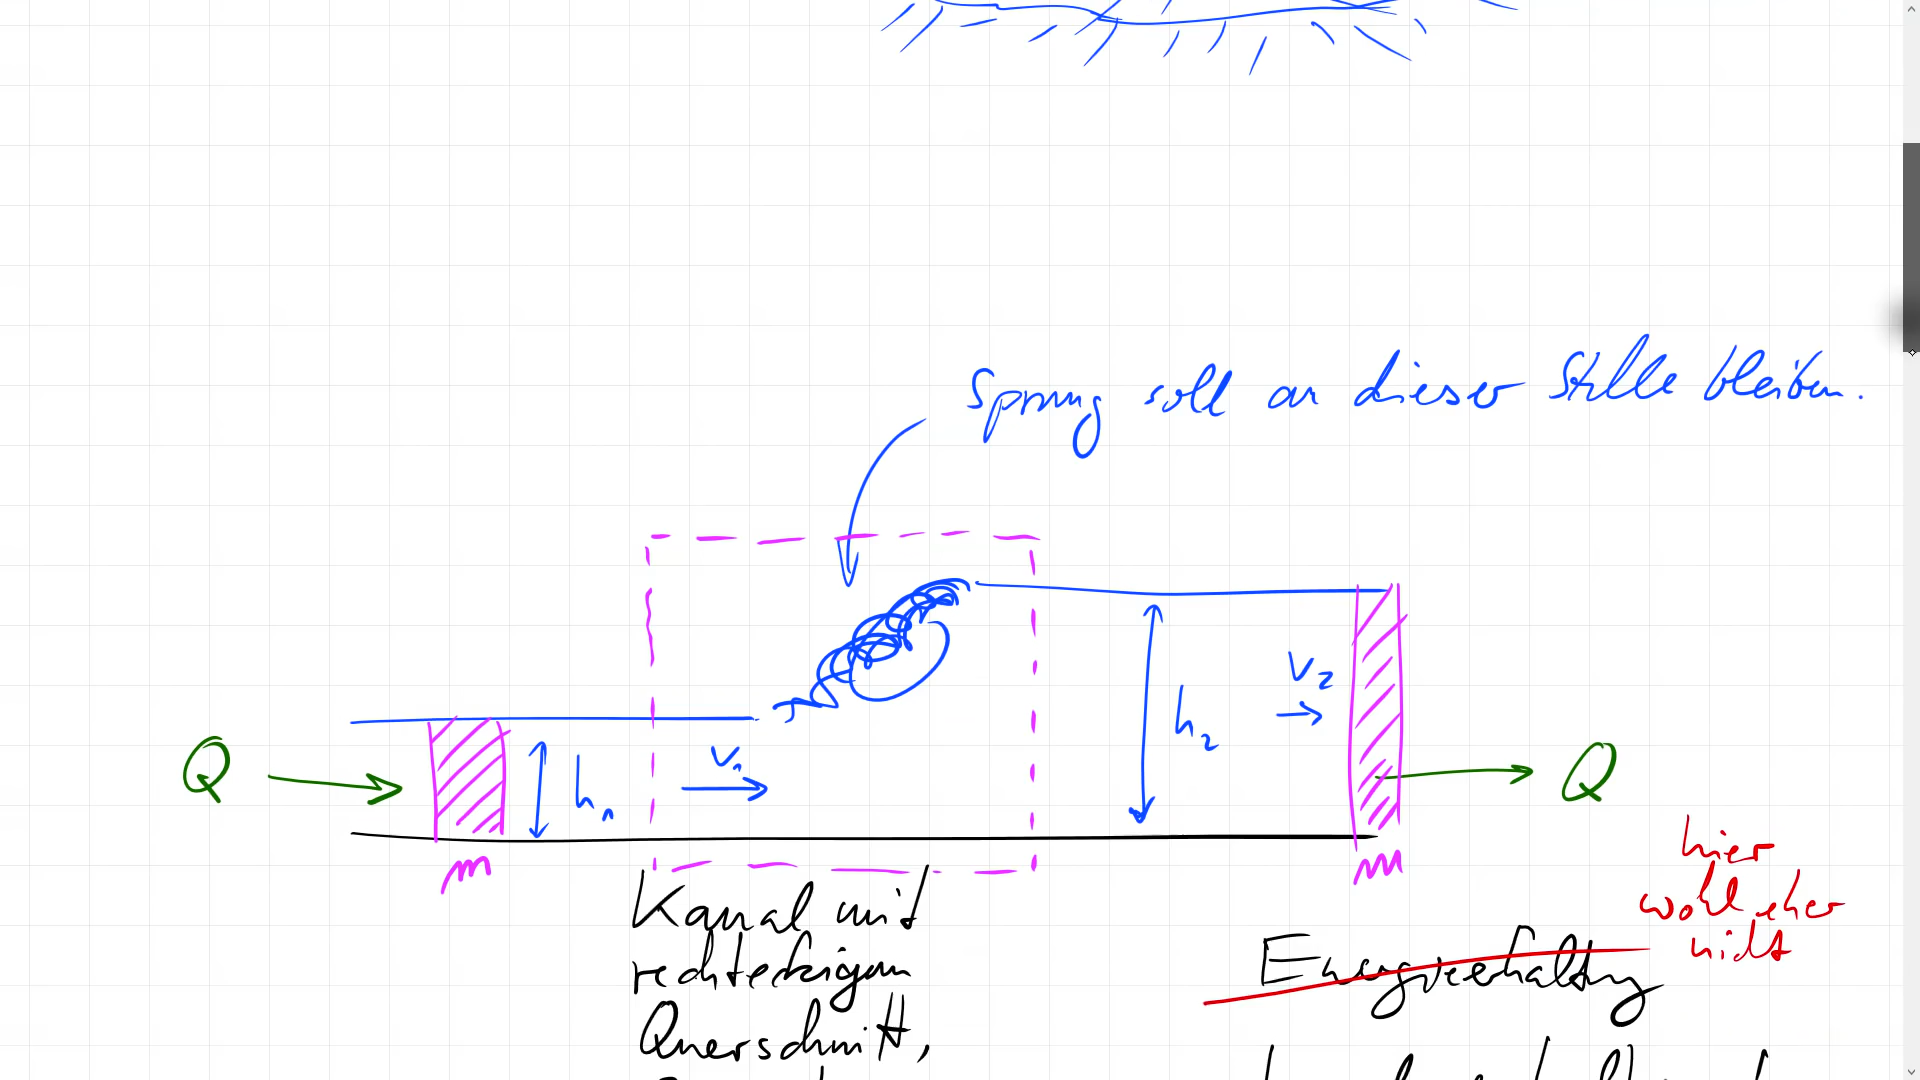 Sprung soll an dieser Stelle bleiben.
v₂
h₂
Q
h₁
v₁
Q
m
m
hier
wohl eher
nicht
Kanal mit
rechteckigem
Querschnitt,
Energieerhaltung